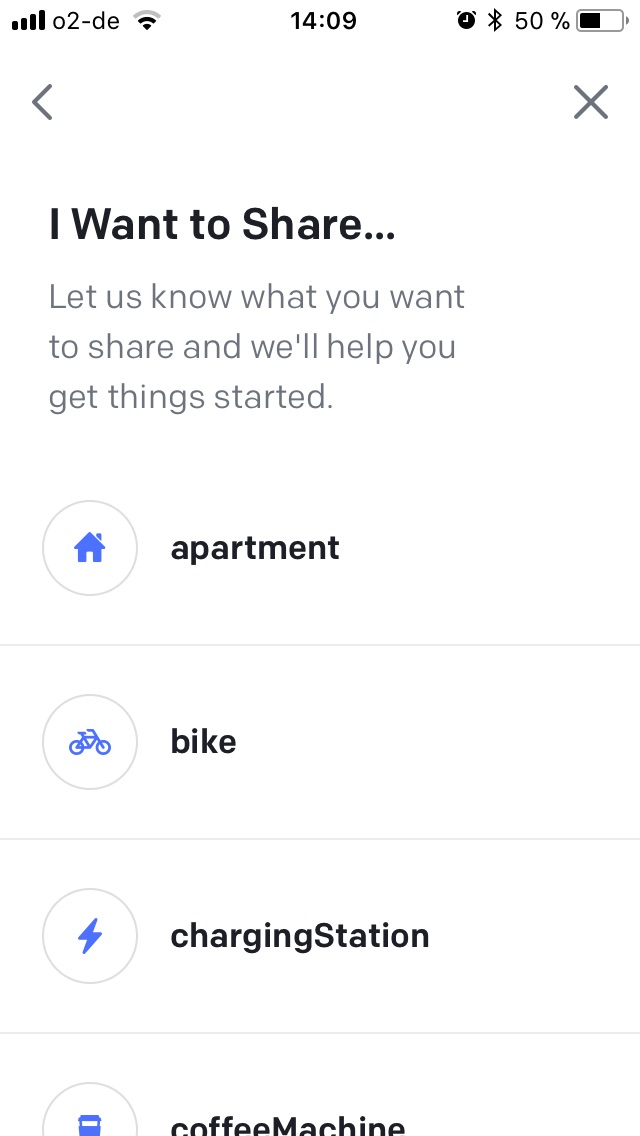 o2-de 14:09 50 %
I Want to Share...
Let us know what you want
to share and we'll help you
get things started.
apartment
bike
chargingStation
coffeeMachine